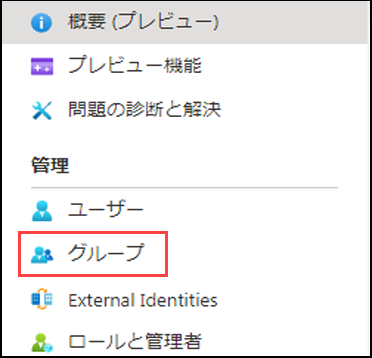 概要 (プレビュー)
プレビュー機能
問題の診断と解決
管理
ユーザー
グループ
External Identities
ロールと管理者